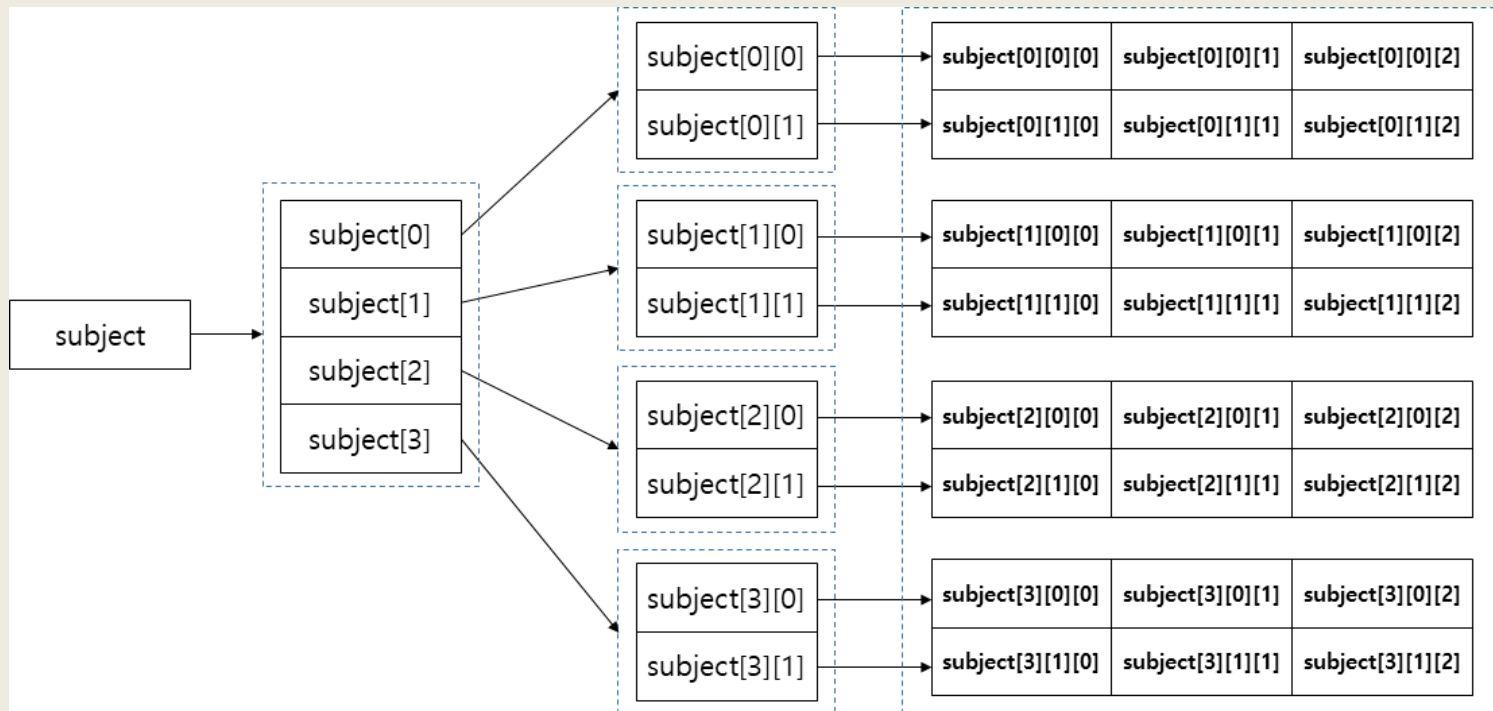 subject
subject[0]
subject[1]
subject[2]
subject[3]
subject[0][0]
subject[0][1]
subject[1][0]
subject[1][1]
subject[2][0]
subject[2][1]
subject[3][0]
subject[3][1]
subject[0][0][0] subject[0][0][1] subject[0][0][2]
subject[0][1][0] subject[0][1][1] subject[0][1][2]
subject[1][0][0] subject[1][0][1] subject[1][0][2]
subject[1][1][0] subject[1][1][1] subject[1][1][2]
subject[2][0][0] subject[2][0][1] subject[2][0][2]
subject[2][1][0] subject[2][1][1] subject[2][1][2]
subject[3][0][0] subject[3][0][1] subject[3][0][2]
subject[3][1][0] subject[3][1][1] subject[3][1][2]